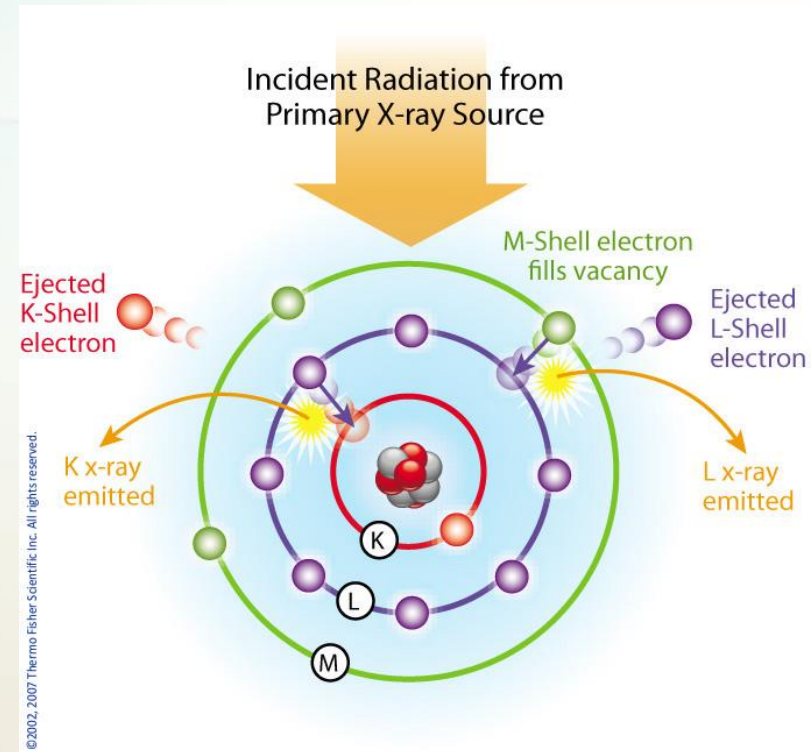 Incident Radiation from
Primary X-ray Source
M-Shell electron
fills vacancy
Ejected
K-Shell
electron
Ejected
L-Shell
electron
K x-ray
emitted
L x-ray
emitted
K
L
M
©2002, 2007 Thermo Fisher Scientific Inc. All rights reserved.